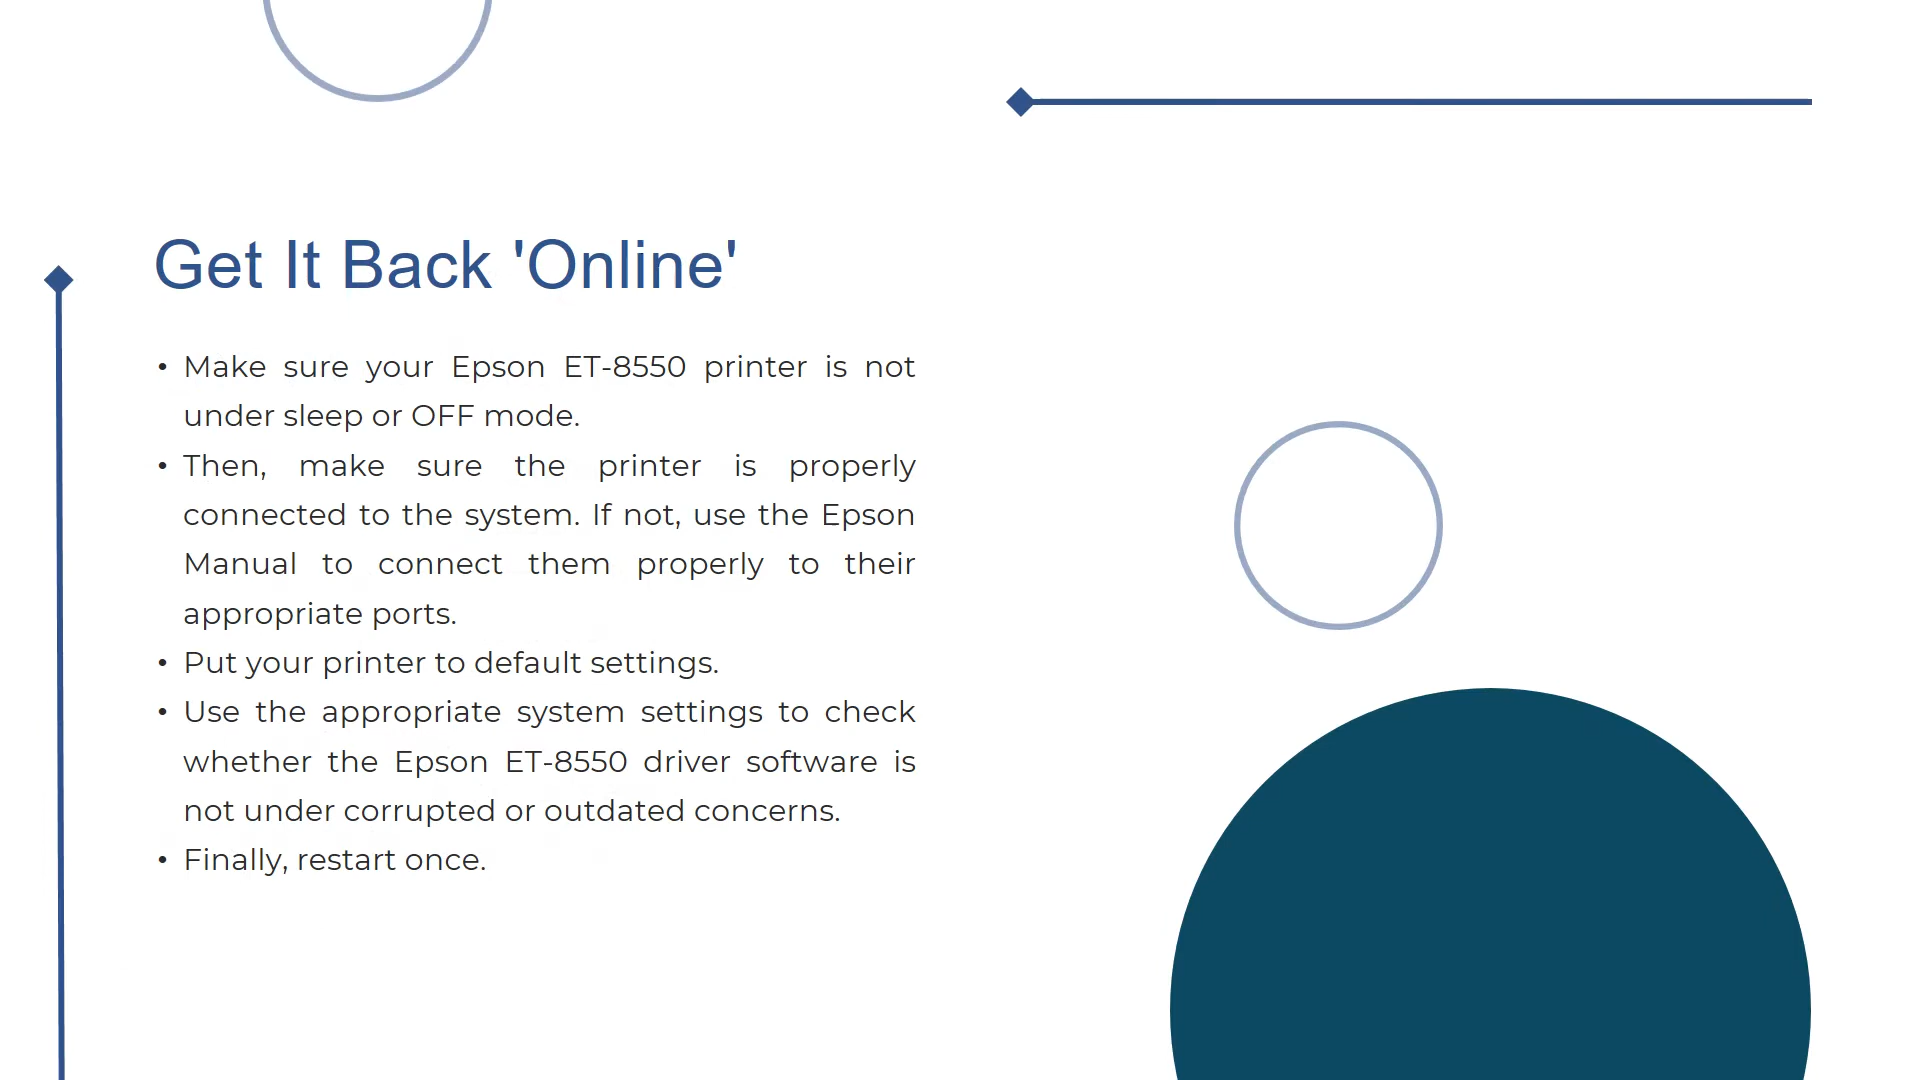 Get It Back 'Online'
• Make sure your Epson ET-8550 printer is not
under sleep or OFF mode.
• Then, make sure the printer is properly
connected to the system. If not, use the Epson
Manual to connect them properly to their
appropriate ports.
• Put your printer to default settings.
• Use the appropriate system settings to check
whether the Epson ET-8550 driver software is
not under corrupted or outdated concerns.
• Finally, restart once.